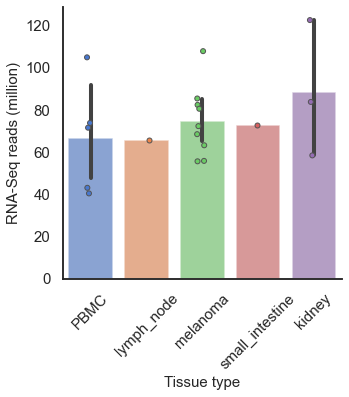 RNA-Seq reads (million)
120
100
80
60
40
20
0
PBMC
lymph_node
melanoma
small_intestine
kidney
Tissue type